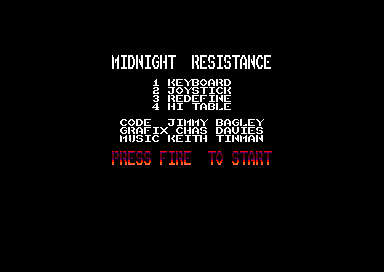 MIDNIGHT RESISTANCE
1 KEYBOARD
2 JOYSTICK
3 REDEFINE
4 HI TABLE
CODE JIMMY BAGLEY
GRAFIX CHAS DAVIES
MUSIC KEITH TINMAN
PRESS FIRE TO START